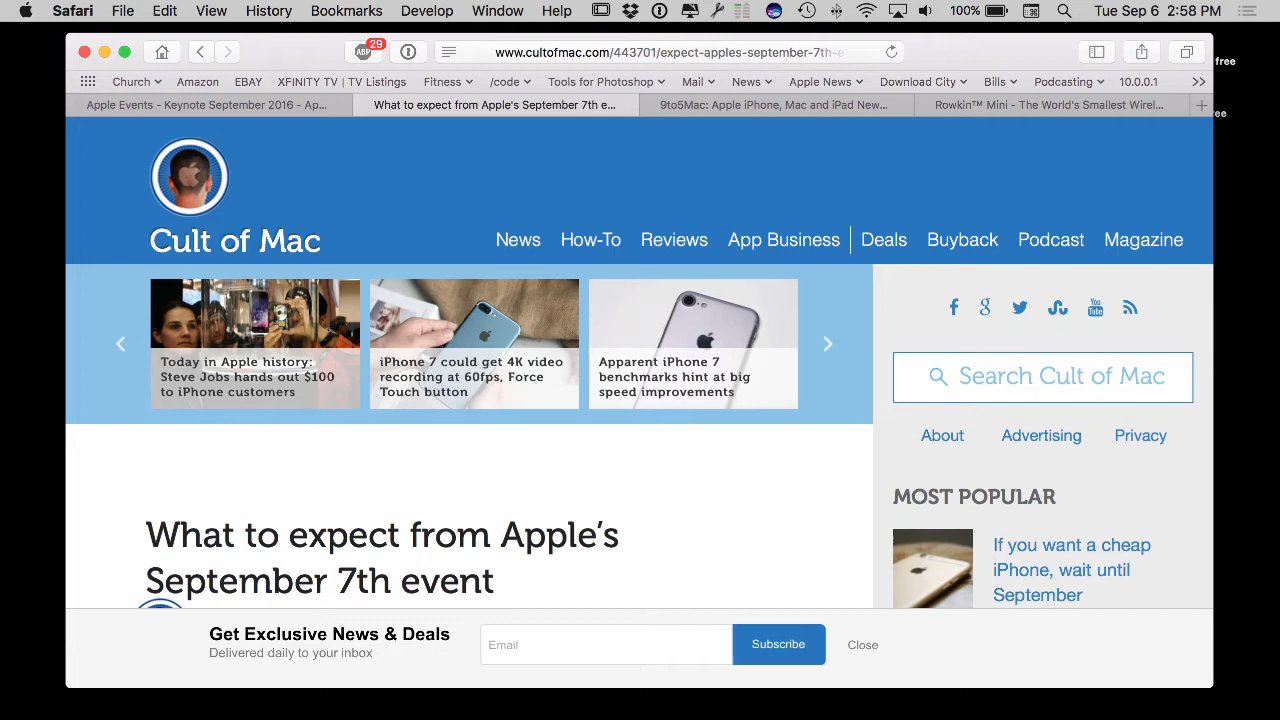 Safari File Edit View History Bookmarks Develop Window Help 100% Tue Sep 6 2:58 PM
free
ABP 29 www.cultofmac.com/443701/expect-apples-september-7th-e
Church Amazon EBAY XFINITY TV | TV Listings Fitness /code Tools for Photoshop Mail News Apple News Download City Bills Podcasting 10.0.0.1
Apple Events - Keynote September 2016 - Ap... What to expect from Apple's September 7th e... 9to5Mac: Apple iPhone, Mac and iPad New... Rowkin™ Mini - The World's Smallest Wirel...
ree
Cult of Mac
News How-To Reviews App Business Deals Buyback Podcast Magazine
Today in Apple history:
Steve Jobs hands out $100
to iPhone customers
iPhone 7 could get 4K video
recording at 60fps, Force
Touch button
Apparent iPhone 7
benchmarks hint at big
speed improvements
You Tube
Search Cult of Mac
About Advertising Privacy
MOST POPULAR
If you want a cheap
iPhone, wait until
September
What to expect from Apple's
September 7th event
Get Exclusive News & Deals
Delivered daily to your inbox
Email
Subscribe
Close